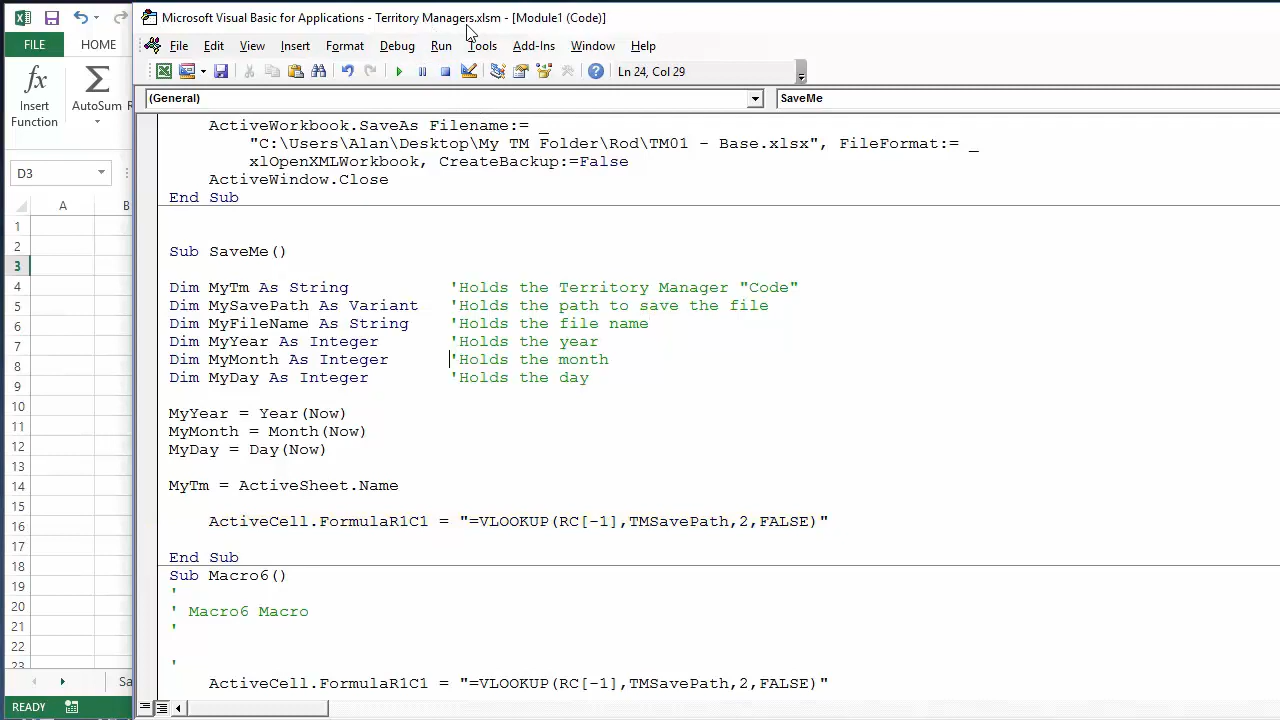 Microsoft Visual Basic for Applications - Territory Managers.xlsm - [Module1 (Code)]
FILE HOME
File Edit View Insert Format Debug Run Tools Add-Ins Window Help
Ln 24, Col 29
fx
Insert
Function
Σ
AutoSum
(General) SaveMe
D3
A B
1
2
3
4
5
6
7
8
9
10
11
12
13
14
15
16
17
18
19
20
21
22
23
ActiveWorkbook.SaveAs Filename:= _
"C:\Users\Alan\Desktop\My TM Folder\Rod\TM01 - Base.xlsx", FileFormat:= _
xlOpenXMLWorkbook, CreateBackup:=False
ActiveWindow.Close
End Sub
Sub SaveMe()
Dim MyTm As String 'Holds the Territory Manager "Code"
Dim MySavePath As Variant 'Holds the path to save the file
Dim MyFileName As String 'Holds the file name
Dim MyYear As Integer 'Holds the year
Dim MyMonth As Integer 'Holds the month
Dim MyDay As Integer 'Holds the day
MyYear = Year(Now)
MyMonth = Month(Now)
MyDay = Day(Now)
MyTm = ActiveSheet.Name
ActiveCell.FormulaR1C1 = "=VLOOKUP(RC[-1],TMSavePath,2,FALSE)"
End Sub
Sub Macro6()
'
' Macro6 Macro
'
'
ActiveCell.FormulaR1C1 = "=VLOOKUP(RC[-1],TMSavePath,2,FALSE)"
READY